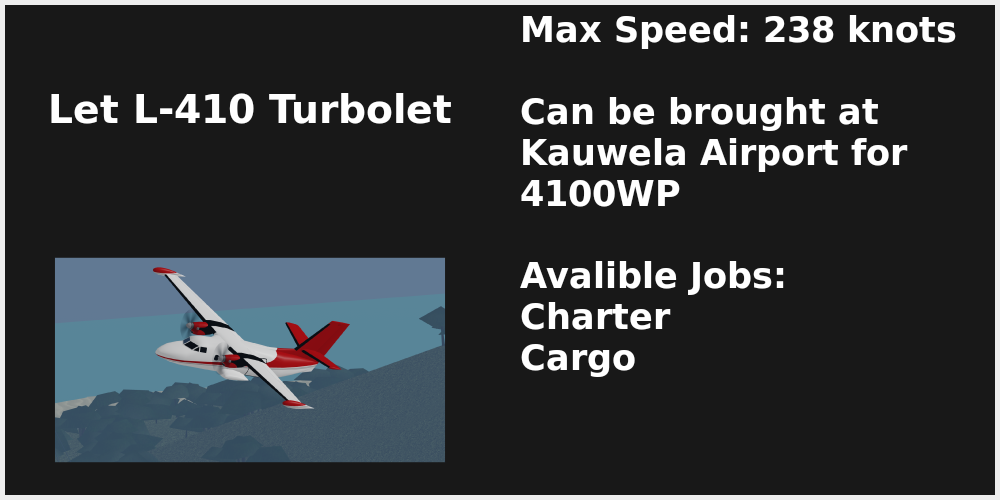 Let L-410 Turbolet
Max Speed: 238 knots
Can be brought at
Kauwela Airport for
4100WP
Avalible Jobs:
Charter
Cargo